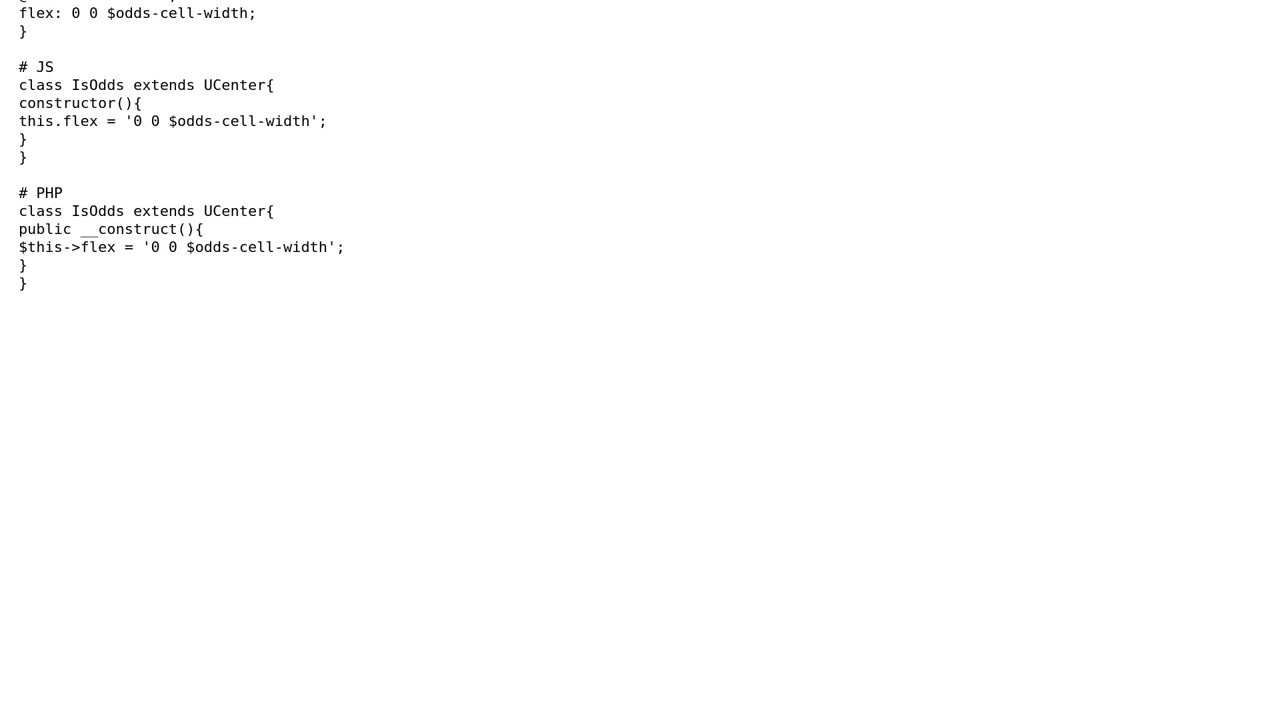 flex: 0 0 $odds-cell-width;
}

# JS
class IsOdds extends UCenter{
constructor(){
this.flex = '0 0 $odds-cell-width';
}
}

# PHP
class IsOdds extends UCenter{
public __construct(){
$this->flex = '0 0 $odds-cell-width';
}
}